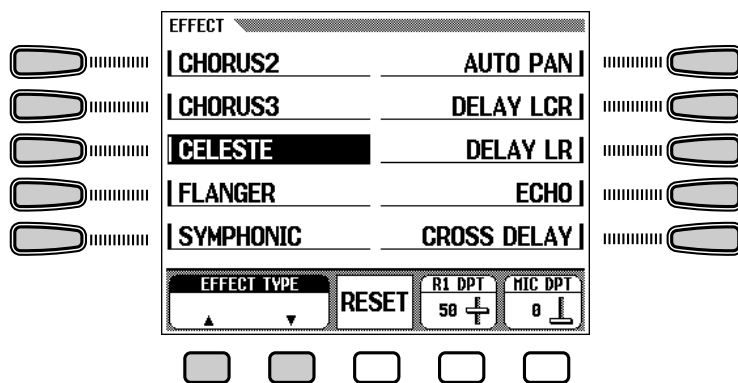 EFFECT
CHORUS2 AUTO PAN
CHORUS3 DELAY LCR
CELESTE DELAY LR
FLANGER ECHO
SYMPHONIC CROSS DELAY
EFFECT TYPE RESET R1 DPT MIC DPT
▲ ▼ 50 0